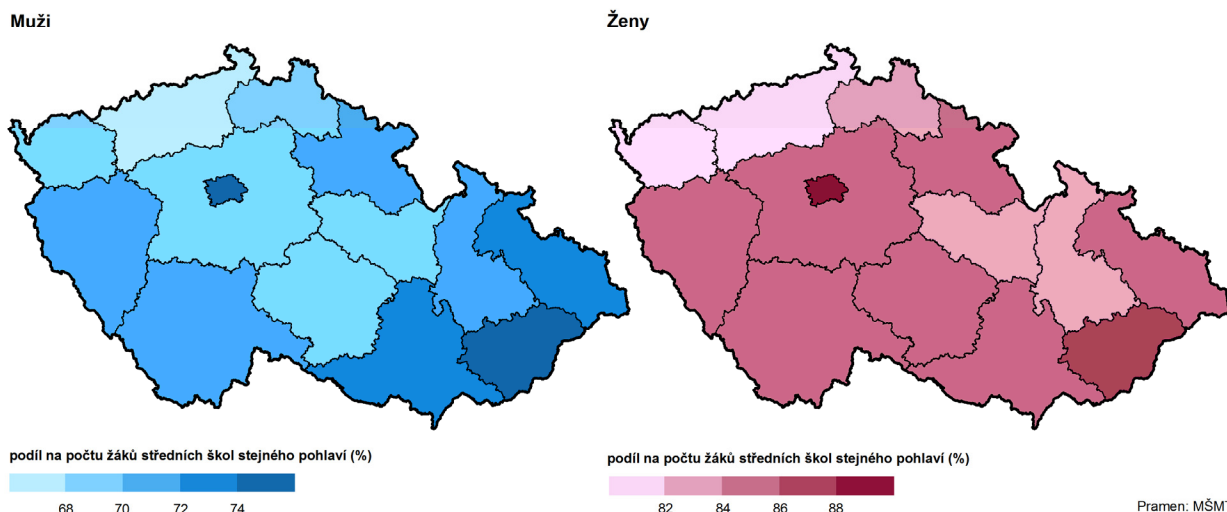 Muži
Ženy
podíl na počtu žáků středních škol stejného pohlaví (%)
68 70 72 74
podíl na počtu žáků středních škol stejného pohlaví (%)
82 84 86 88
Pramen: MŠMT